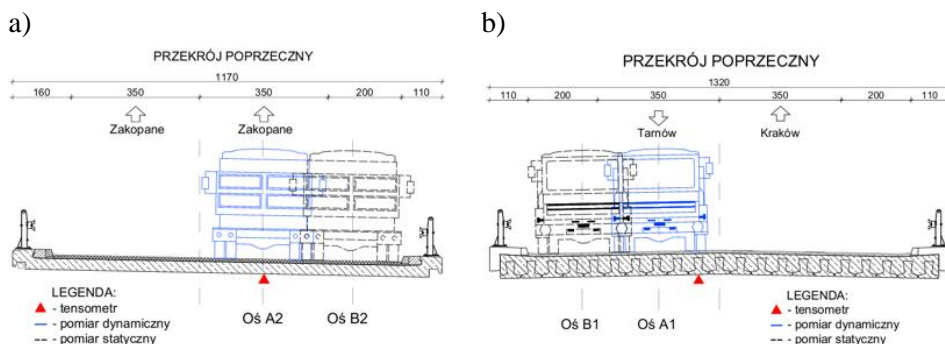 a)
PRZEKRÓJ POPRZECZNY
1170
160 350 350 200 110
Zakopane Zakopane
LEGENDA:
- tensometr
- pomiar dynamiczny
- pomiar statyczny
Oś A2 Oś B2
b)
PRZEKRÓJ POPRZECZNY
1320
110 200 350 350 200 110
Tarnów Kraków
Oś B1 Oś A1
LEGENDA:
- tensometr
- pomiar dynamiczny
- pomiar statyczny